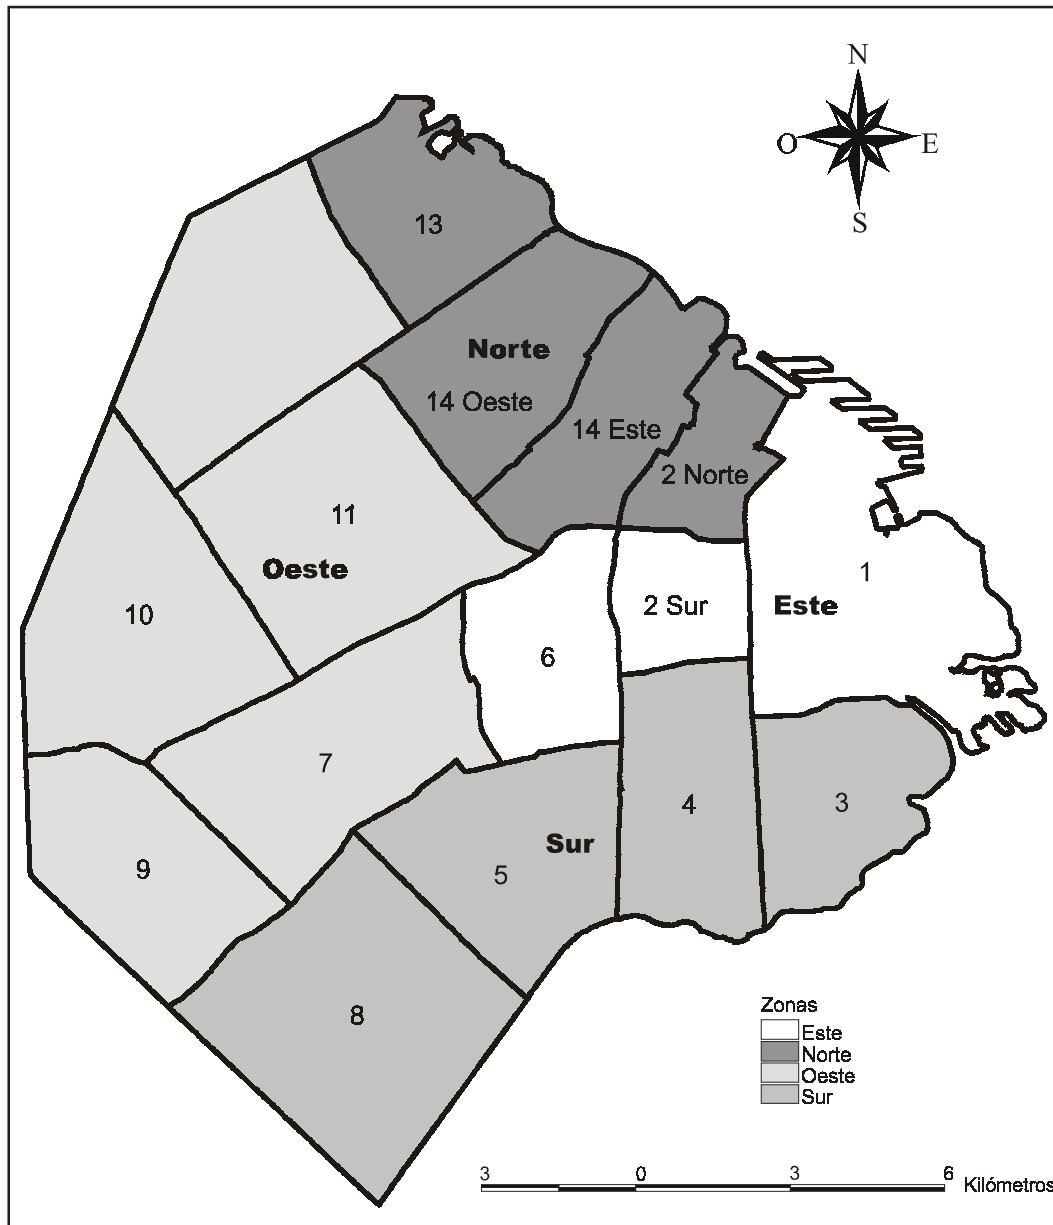 N
O
E
S
13
Norte
14 Oeste
14 Este
2 Norte
11
Oeste
1
10
2 Sur
Este
6
7
4
3
Sur
9
5
8
Zonas
Este
Norte
Oeste
Sur
3 0 3 6
Kilómetros